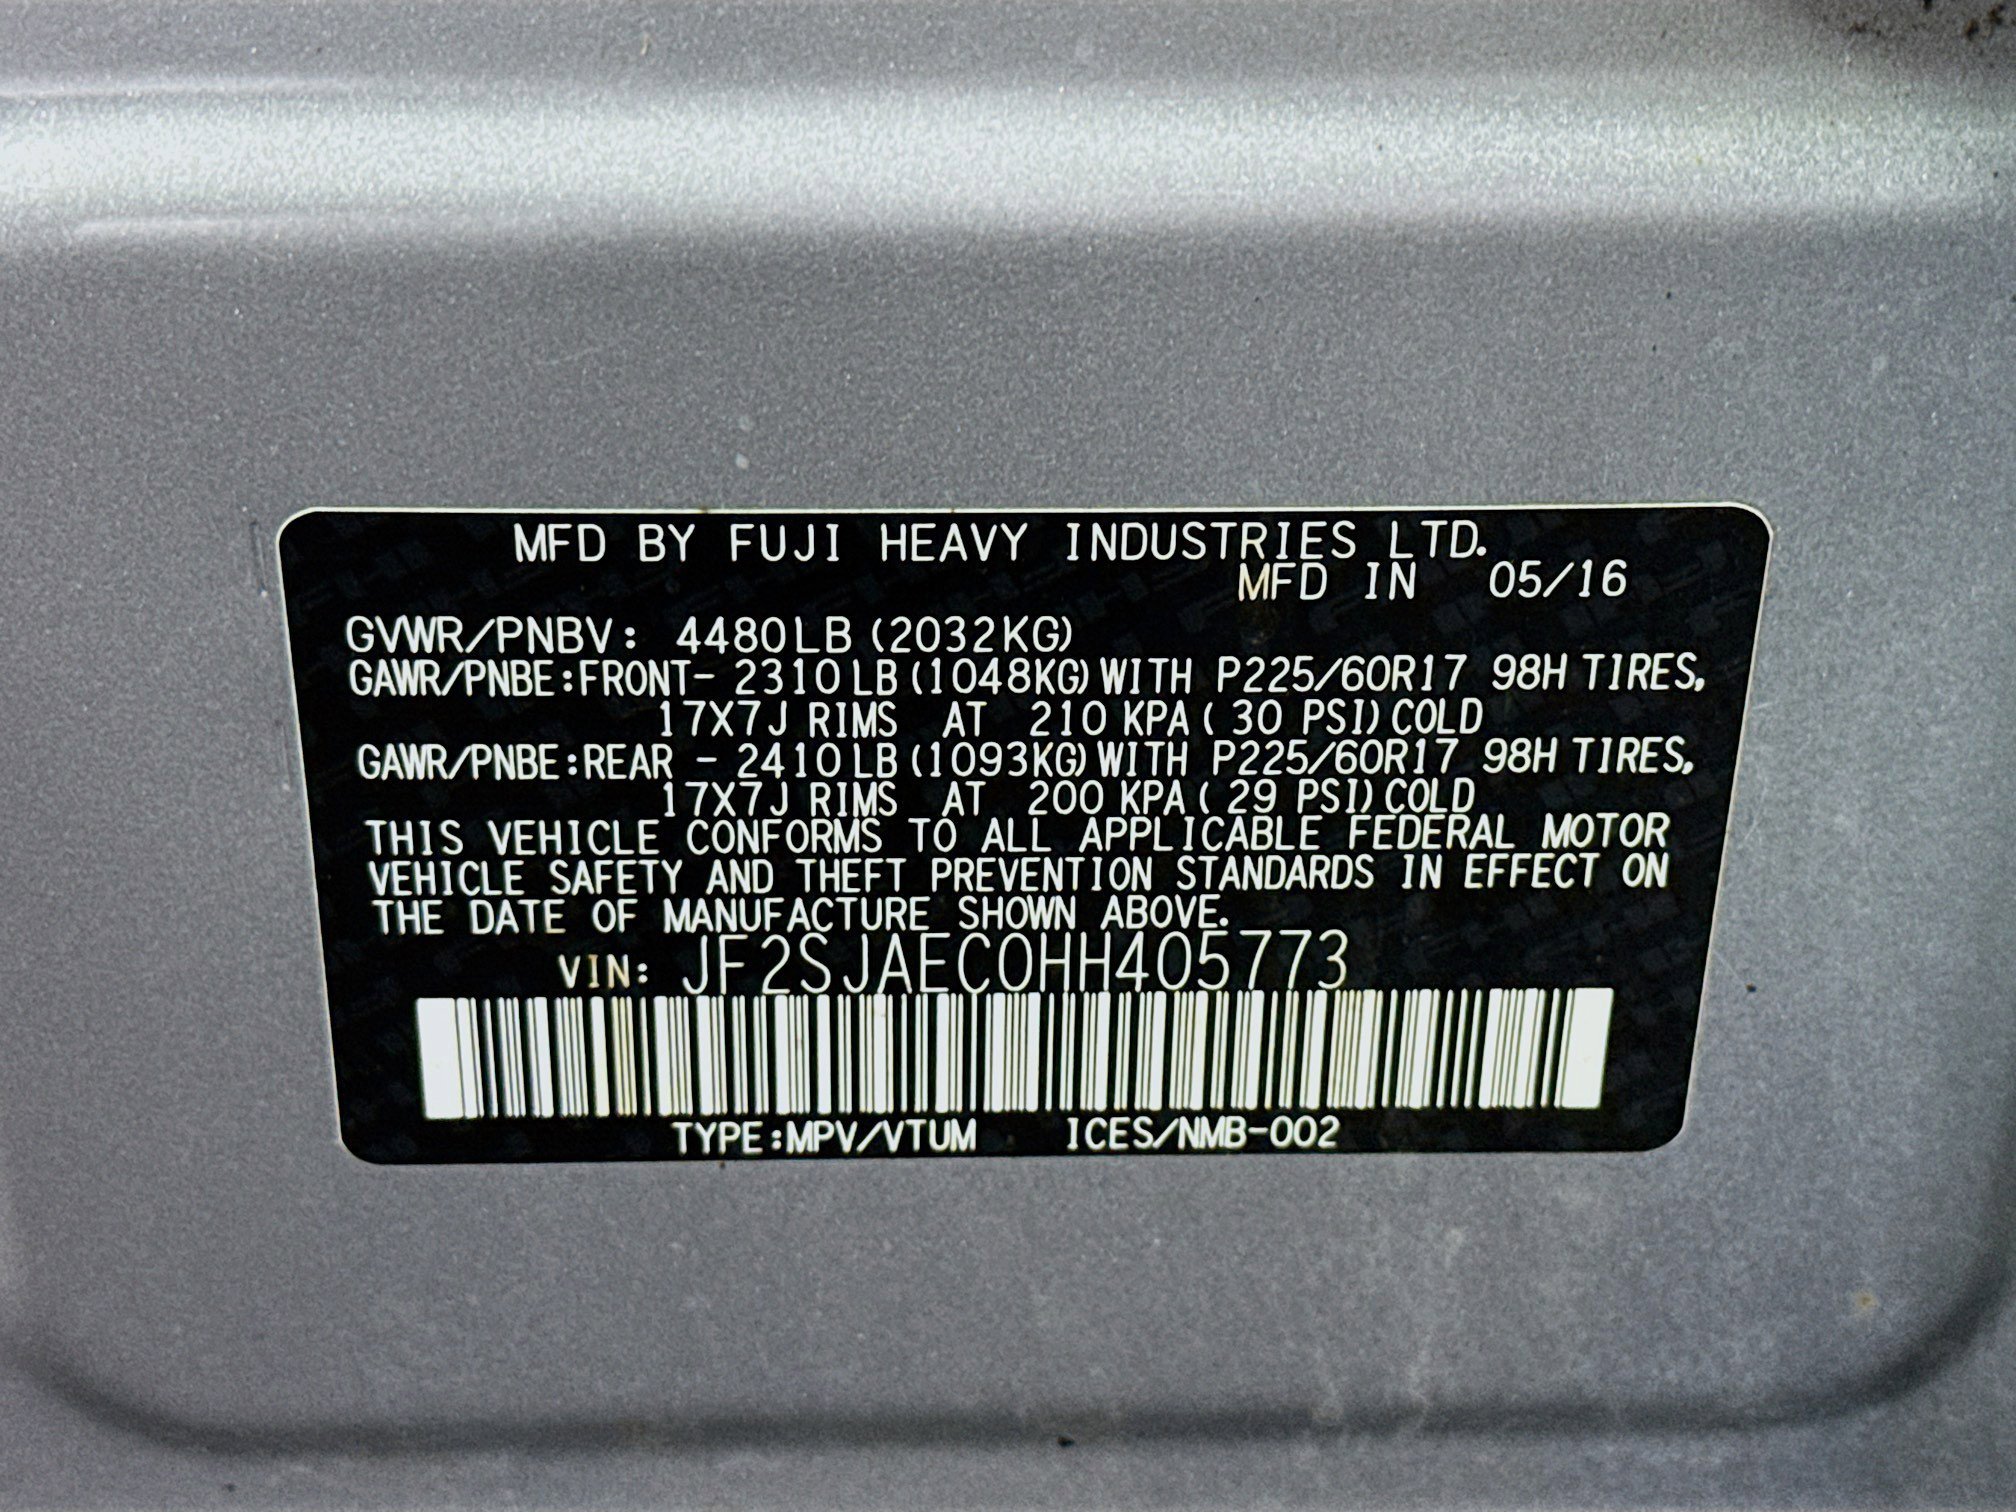 MFD BY FUJI HEAVY INDUSTRIES LTD.
MFD IN 05/16
GVWR/PNBV: 4480LB (2032KG)
GAWR/PNBE:FRONT- 2310LB (1048KG) WITH P225/60R17 98H TIRES,
17X7J RIMS AT 210 KPA ( 30 PSI) COLD
GAWR/PNBE:REAR - 2410LB (1093KG) WITH P225/60R17 98H TIRES,
17X7J RIMS AT 200 KPA ( 29 PSI) COLD
THIS VEHICLE CONFORMS TO ALL APPLICABLE FEDERAL MOTOR
VEHICLE SAFETY AND THEFT PREVENTION STANDARDS IN EFFECT ON
THE DATE OF MANUFACTURE SHOWN ABOVE.
VIN: JF2SJAEC0HH405773
TYPE:MPV/VTUM ICES/NMB-002